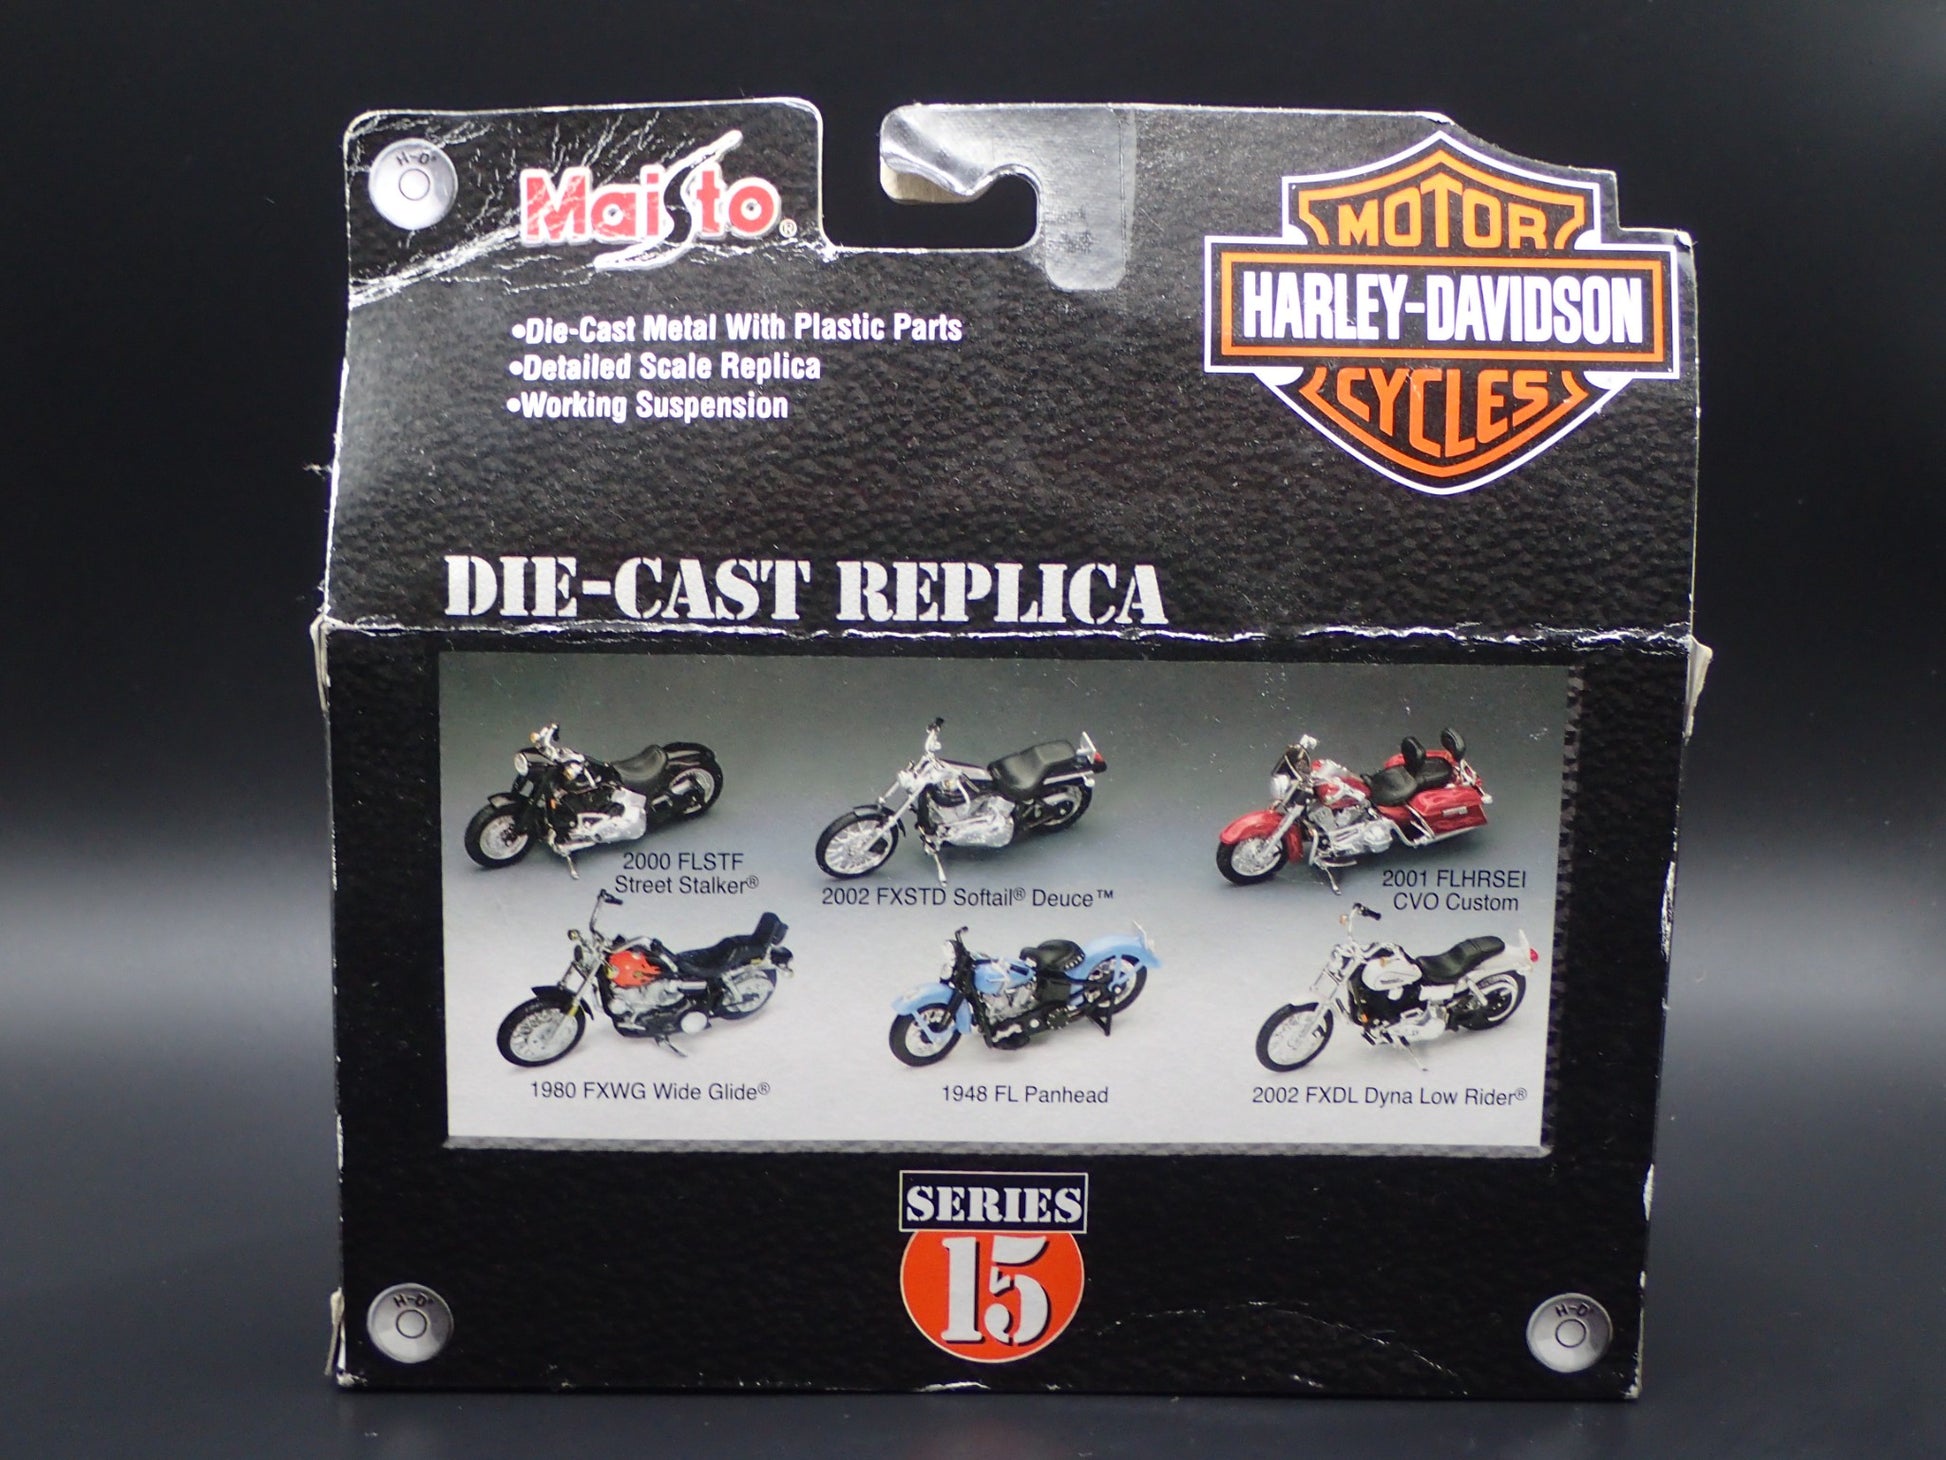 H-D®
Maisto®
•Die-Cast Metal With Plastic Parts
•Detailed Scale Replica
•Working Suspension
MOTOR
HARLEY-DAVIDSON
CYCLES
DIE-CAST REPLICA
2000 FLSTF
Street Stalker®
2002 FXSTD Softail® Deuce™
2001 FLHRSEI
CVO Custom
1980 FXWG Wide Glide®
1948 FL Panhead
2002 FXDL Dyna Low Rider®
SERIES
15
H-D®
H-D®